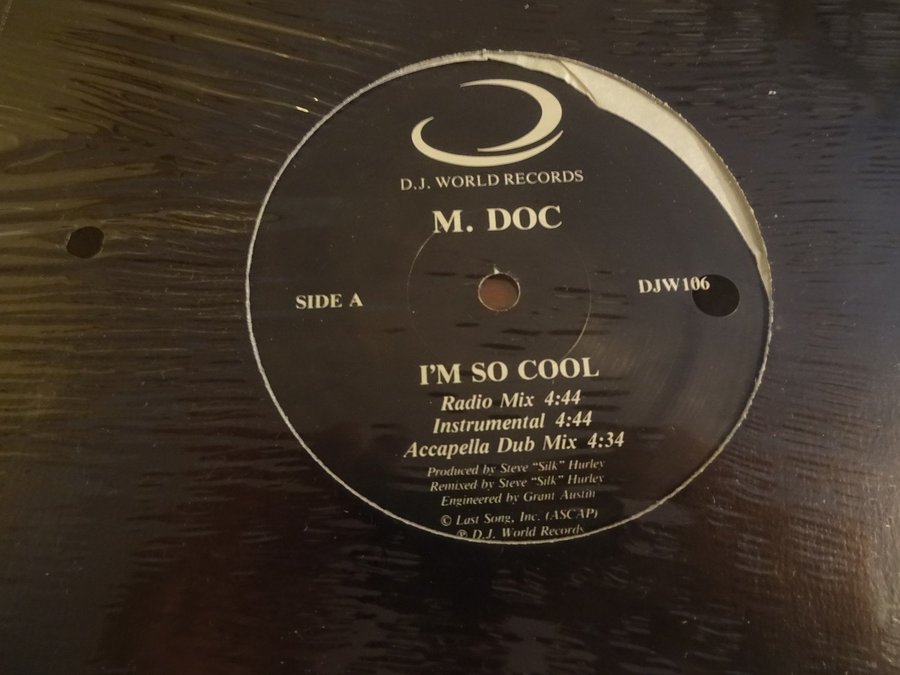 D.J. WORLD RECORDS
M. DOC
SIDE A
DJW106
I'M SO COOL
Radio Mix 4:44
Instrumental 4:44
Accapella Dub Mix 4:34
Produced by Steve "Silk" Hurley
Remixed by Steve "Silk" Hurley
Engineered by Grant Austin
© Last Song, Inc. (ASCAP)
℗ D.J. World Records